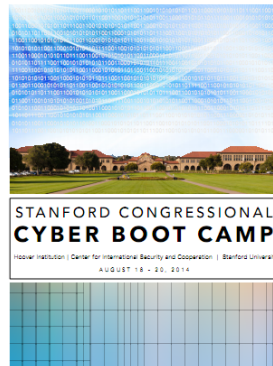 STANFORD CONGRESSIONAL
CYBER BOOT CAMP
Hoover Institution | Center for International Security and Cooperation | Stanford Universi
AUGUST 18 - 20, 2014